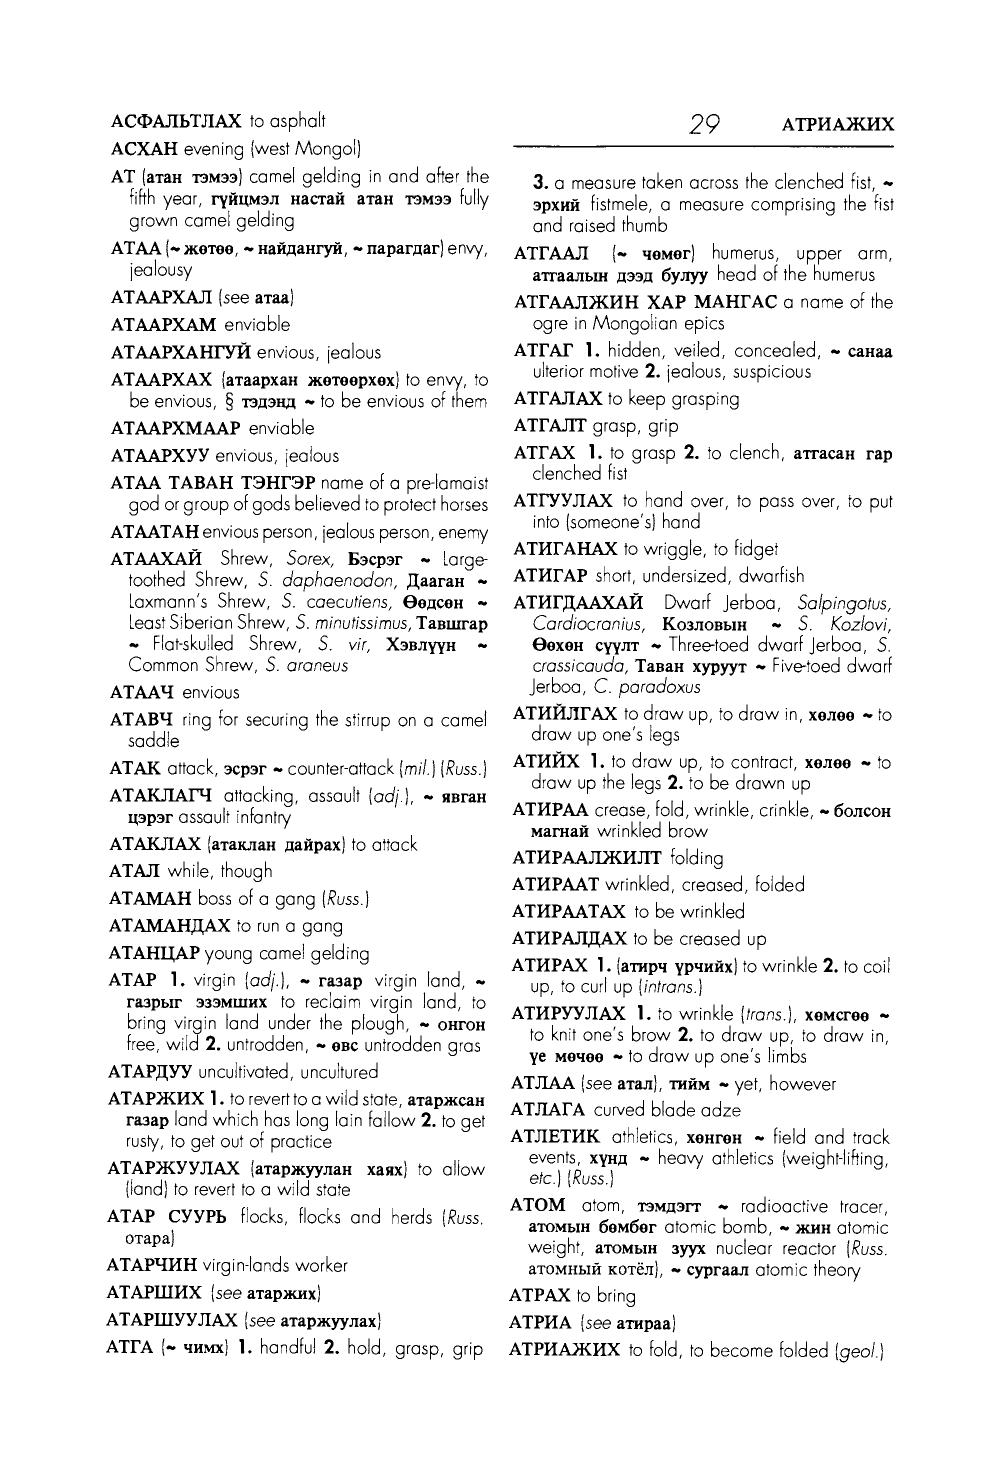 АСФАЛЬТЛАХ to asphalt
АСХАН evening (west Mongol)
АТ (атан тэмээ) camel gelding in and after the
fifth year, гүйцмэл настай атан тэмээ fully
grown camel gelding
АТАА (~ жөтөө, ~ найдангуй, ~ парагдаг) envy,
jealousy
АТААРХАЛ (see атаа)
АТААРХАМ enviable
АТААРХАНГУЙ envious, jealous
АТААРХАХ (атаархан жөтөөрхөх) to envy, to
be envious, § тэдэнд ~ to be envious of them
АТААРХМААР enviable
АТААРХУУ envious, jealous
АТАА ТАВАН ТЭНГЭР name of a pre-lamaist
god or group of gods believed to protect horses
АТААТАН envious person, jealous person, enemy
АТААХАЙ Shrew, Sorex, Бэсрэг ~ Large-
toothed Shrew, S. daphaenodon, Дааган ~
Laxmann's Shrew, S. caecutiens, Өөдсөн ~
Least Siberian Shrew, S. minutissimus, Тавшгар
~ Flat-skulled Shrew, S. vir, Хэвлүүн ~
Common Shrew, S. araneus
АТААЧ envious
АТАВЧ ring for securing the stirrup on a camel
saddle
АТАК attack, эсрэг ~ counter-attack (mil.) (Russ.)
АТАКЛАГЧ attacking, assault (adj.), ~ явган
цэрэг assault infantry
АТАКЛАХ (атаклан дайрах) to attack
АТАЛ while, though
АТАМАН boss of a gang (Russ.)
АТАМАНДАХ to run a gang
АТАНЦАР young camel gelding
АТАР 1. virgin (adj.), ~ газар virgin land, ~
газрыг эзэмших to reclaim virgin land, to
bring virgin land under the plough, ~ онгон
free, wild 2. untrodden, ~ өвс untrodden gras
АТАРДУУ uncultivated, uncultured
АТАРЖИХ 1. to revert to a wild state, атаржсан
газар land which has long lain fallow 2. to get
rusty, to get out of practice
АТАРЖУУЛАХ (атаржуулан хаях) to allow
(land) to revert to a wild state
АТАР СУУРЬ flocks, flocks and herds (Russ.
отара)
АТАРЧИН virgin-lands worker
АТАРШИХ (see атаржих)
АТАРШУУЛАХ (see атаржуулах)
АТГА (~ чимх) 1. handful 2. hold, grasp, grip
29 АТРИАЖИХ
3. a measure taken across the clenched fist, ~
эрхий fistmele, a measure comprising the fist
and raised thumb
АТГААЛ (~ чөмөг) humerus, upper arm,
атгаалын дээд булуу head of the humerus
АТГААЛЖИН ХАР МАНГАС a name of the
ogre in Mongolian epics
АТГАГ 1. hidden, veiled, concealed, ~ санаа
ulterior motive 2. jealous, suspicious
АТГАЛАХ to keep grasping
АТГАЛТ grasp, grip
АТГАХ 1. to grasp 2. to clench, атгасан гар
clenched fist
АТГУУЛАХ to hand over, to pass over, to put
into (someone's) hand
АТИГАНАХ to wriggle, to fidget
АТИГАР short, undersized, dwarfish
АТИГДААХАЙ Dwarf Jerboa, Salpingotus,
Cardiocranius, Козловын ~ S. Kozlovi,
Өөхөн сүүлт ~ Three-toed dwarf Jerboa, S.
crassicauda, Таван хуруут ~ Five-toed dwarf
Jerboa, C. paradoxus
АТИЙЛГАХ to draw up, to draw in, хөлөө ~ to
draw up one's legs
АТИЙХ 1. to draw up, to contract, хөлөө ~ to
draw up the legs 2. to be drawn up
АТИРАА crease, fold, wrinkle, crinkle, ~ болсон
магнай wrinkled brow
АТИРААЛЖИЛТ folding
АТИРААТ wrinkled, creased, folded
АТИРААТАХ to be wrinkled
АТИРАЛДАХ to be creased up
АТИРАХ 1. (атирч үрчийх) to wrinkle 2. to coil
up, to curl up (intrans.)
АТИРУУЛАХ 1. to wrinkle (trans.), хөмсгөө ~
to knit one's brow 2. to draw up, to draw in,
үе мөчөө ~ to draw up one's limbs
АТЛАА (see атал), тийм ~ yet, however
АТЛАГА curved blade adze
АТЛЕТИК athletics, хөнгөн ~ field and track
events, хүнд ~ heavy athletics (weight-lifting,
etc.) (Russ.)
АТОМ atom, тэмдэгт ~ radioactive tracer,
атомын бөмбөг atomic bomb, ~ жин atomic
weight, атомын зуух nuclear reactor (Russ.
атомный котёл), ~ сургаал atomic theory
АТРАХ to bring
АТРИА (see атираа)
АТРИАЖИХ to fold, to become folded (geol.)